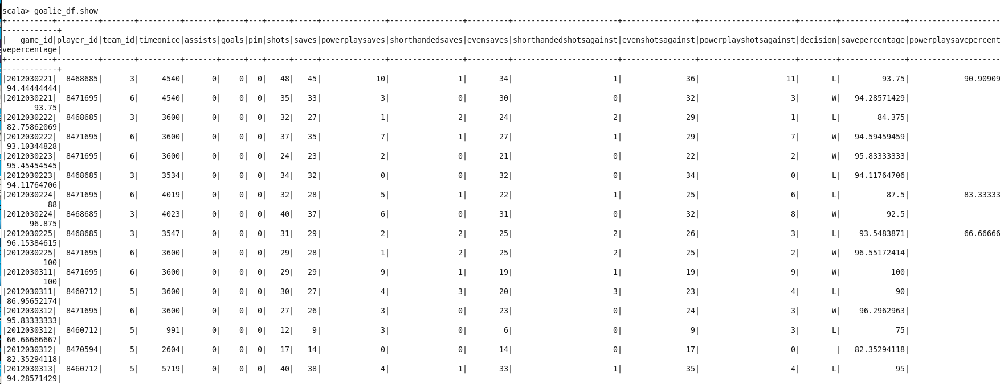 scala> goalie_df.show
+----------+---------+-------+---------+-------+-----+---+-----+-----+--------------+----------------+---------+-----------------------+----------------+---------------------+--------+--------------+--------------------
------------+
|   game_id|player_id|team_id|timeonice|assists|goals|pim|shots|saves|powerplaysaves|shorthandedsaves|evensaves|shorthandedshotsagainst|evenshotsagainst|powerplayshotsagainst|decision|savepercentage|powerplaysavepercent
vepercentage|
+----------+---------+-------+---------+-------+-----+---+-----+-----+--------------+----------------+---------+-----------------------+----------------+---------------------+--------+--------------+--------------------
------------+
|2012030221|  8468685|      3|     4540|      0|    0|  0|   48|   45|            10|               1|       34|                      1|              36|                   11|       L|         93.75|            90.90909
 94.44444444|
|2012030221|  8471695|      6|     4540|      0|    0|  0|   35|   33|             3|               0|       30|                      0|              32|                    3|       W|   94.28571429|
       93.75|
|2012030222|  8468685|      3|     3600|      0|    0|  0|   32|   27|             1|               2|       24|                      2|              29|                    1|       L|        84.375|
 82.75862069|
|2012030222|  8471695|      6|     3600|      0|    0|  0|   37|   35|             7|               1|       27|                      1|              29|                    7|       W|   94.59459459|
 93.10344828|
|2012030223|  8471695|      6|     3600|      0|    0|  0|   24|   23|             2|               0|       21|                      0|              22|                    2|       W|   95.83333333|
 95.45454545|
|2012030223|  8468685|      3|     3534|      0|    0|  0|   34|   32|             0|               0|       32|                      0|              34|                    0|       L|   94.11764706|
 94.11764706|
|2012030224|  8471695|      6|     4019|      0|    0|  0|   32|   28|             5|               1|       22|                      1|              25|                    6|       L|          87.5|            83.33333
          88|
|2012030224|  8468685|      3|     4023|      0|    0|  0|   40|   37|             6|               0|       31|                      0|              32|                    8|       W|          92.5|
      96.875|
|2012030225|  8468685|      3|     3547|      0|    0|  0|   31|   29|             2|               2|       25|                      2|              26|                    3|       L|    93.5483871|            66.66666
 96.15384615|
|2012030225|  8471695|      6|     3600|      0|    0|  0|   29|   28|             1|               2|       25|                      2|              25|                    2|       W|   96.55172414|
         100|
|2012030311|  8471695|      6|     3600|      0|    0|  0|   29|   29|             9|               1|       19|                      1|              19|                    9|       W|           100|
         100|
|2012030311|  8460712|      5|     3600|      0|    0|  0|   30|   27|             4|               3|       20|                      3|              23|                    4|       L|            90|
 86.95652174|
|2012030312|  8471695|      6|     3600|      0|    0|  0|   27|   26|             3|               0|       23|                      0|              24|                    3|       W|    96.2962963|
 95.83333333|
|2012030312|  8460712|      5|      991|      0|    0|  0|   12|    9|             3|               0|        6|                      0|               9|                    3|       L|            75|
 66.66666667|
|2012030312|  8470594|      5|     2604|      0|    0|  0|   17|   14|             0|               0|       14|                      0|              17|                    0|        |   82.35294118|
 82.35294118|
|2012030313|  8460712|      5|     5719|      0|    0|  0|   40|   38|             4|               1|       33|                      1|              35|                    4|       L|            95|
 94.28571429|